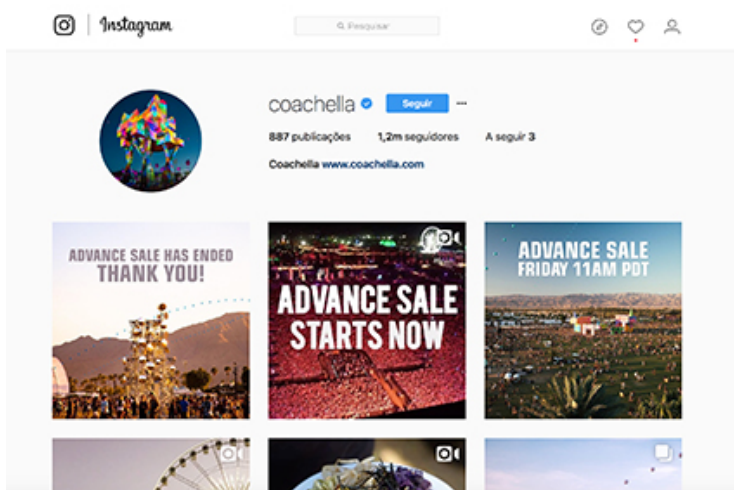 Instagram
Pesquisar
coachella
Seguir
887 publicações 1,2m seguidores A seguir 3
Coachella www.coachella.com
ADVANCE SALE HAS ENDED
THANK YOU!
ADVANCE SALE
STARTS NOW
ADVANCE SALE
FRIDAY 11AM PDT